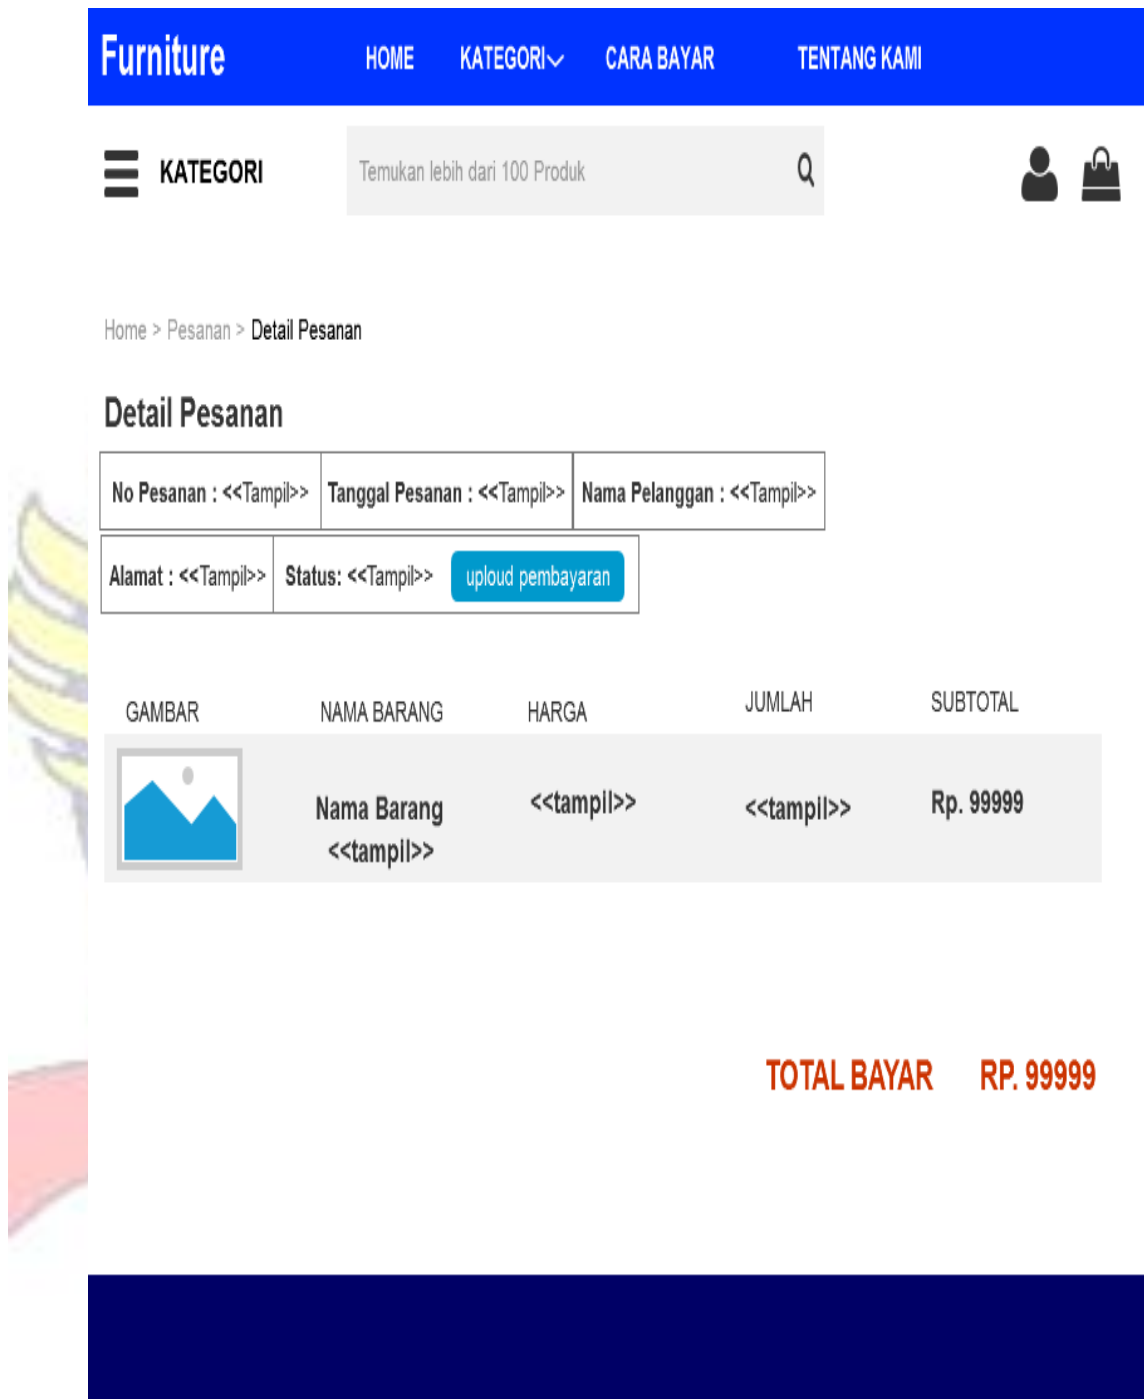 Furniture HOME KATEGORI CARA BAYAR TENTANG KAMI
KATEGORI Temukan lebih dari 100 Produk
Home > Pesanan > Detail Pesanan
Detail Pesanan
No Pesanan : <<Tampil>> Tanggal Pesanan : <<Tampil>> Nama Pelanggan : <<Tampil>>
Alamat : <<Tampil>> Status: <<Tampil>> uploud pembayaran
GAMBAR NAMA BARANG HARGA JUMLAH SUBTOTAL
Nama Barang <<tampil>> <<tampil>> Rp. 99999
<<tampil>>
TOTAL BAYAR RP. 99999